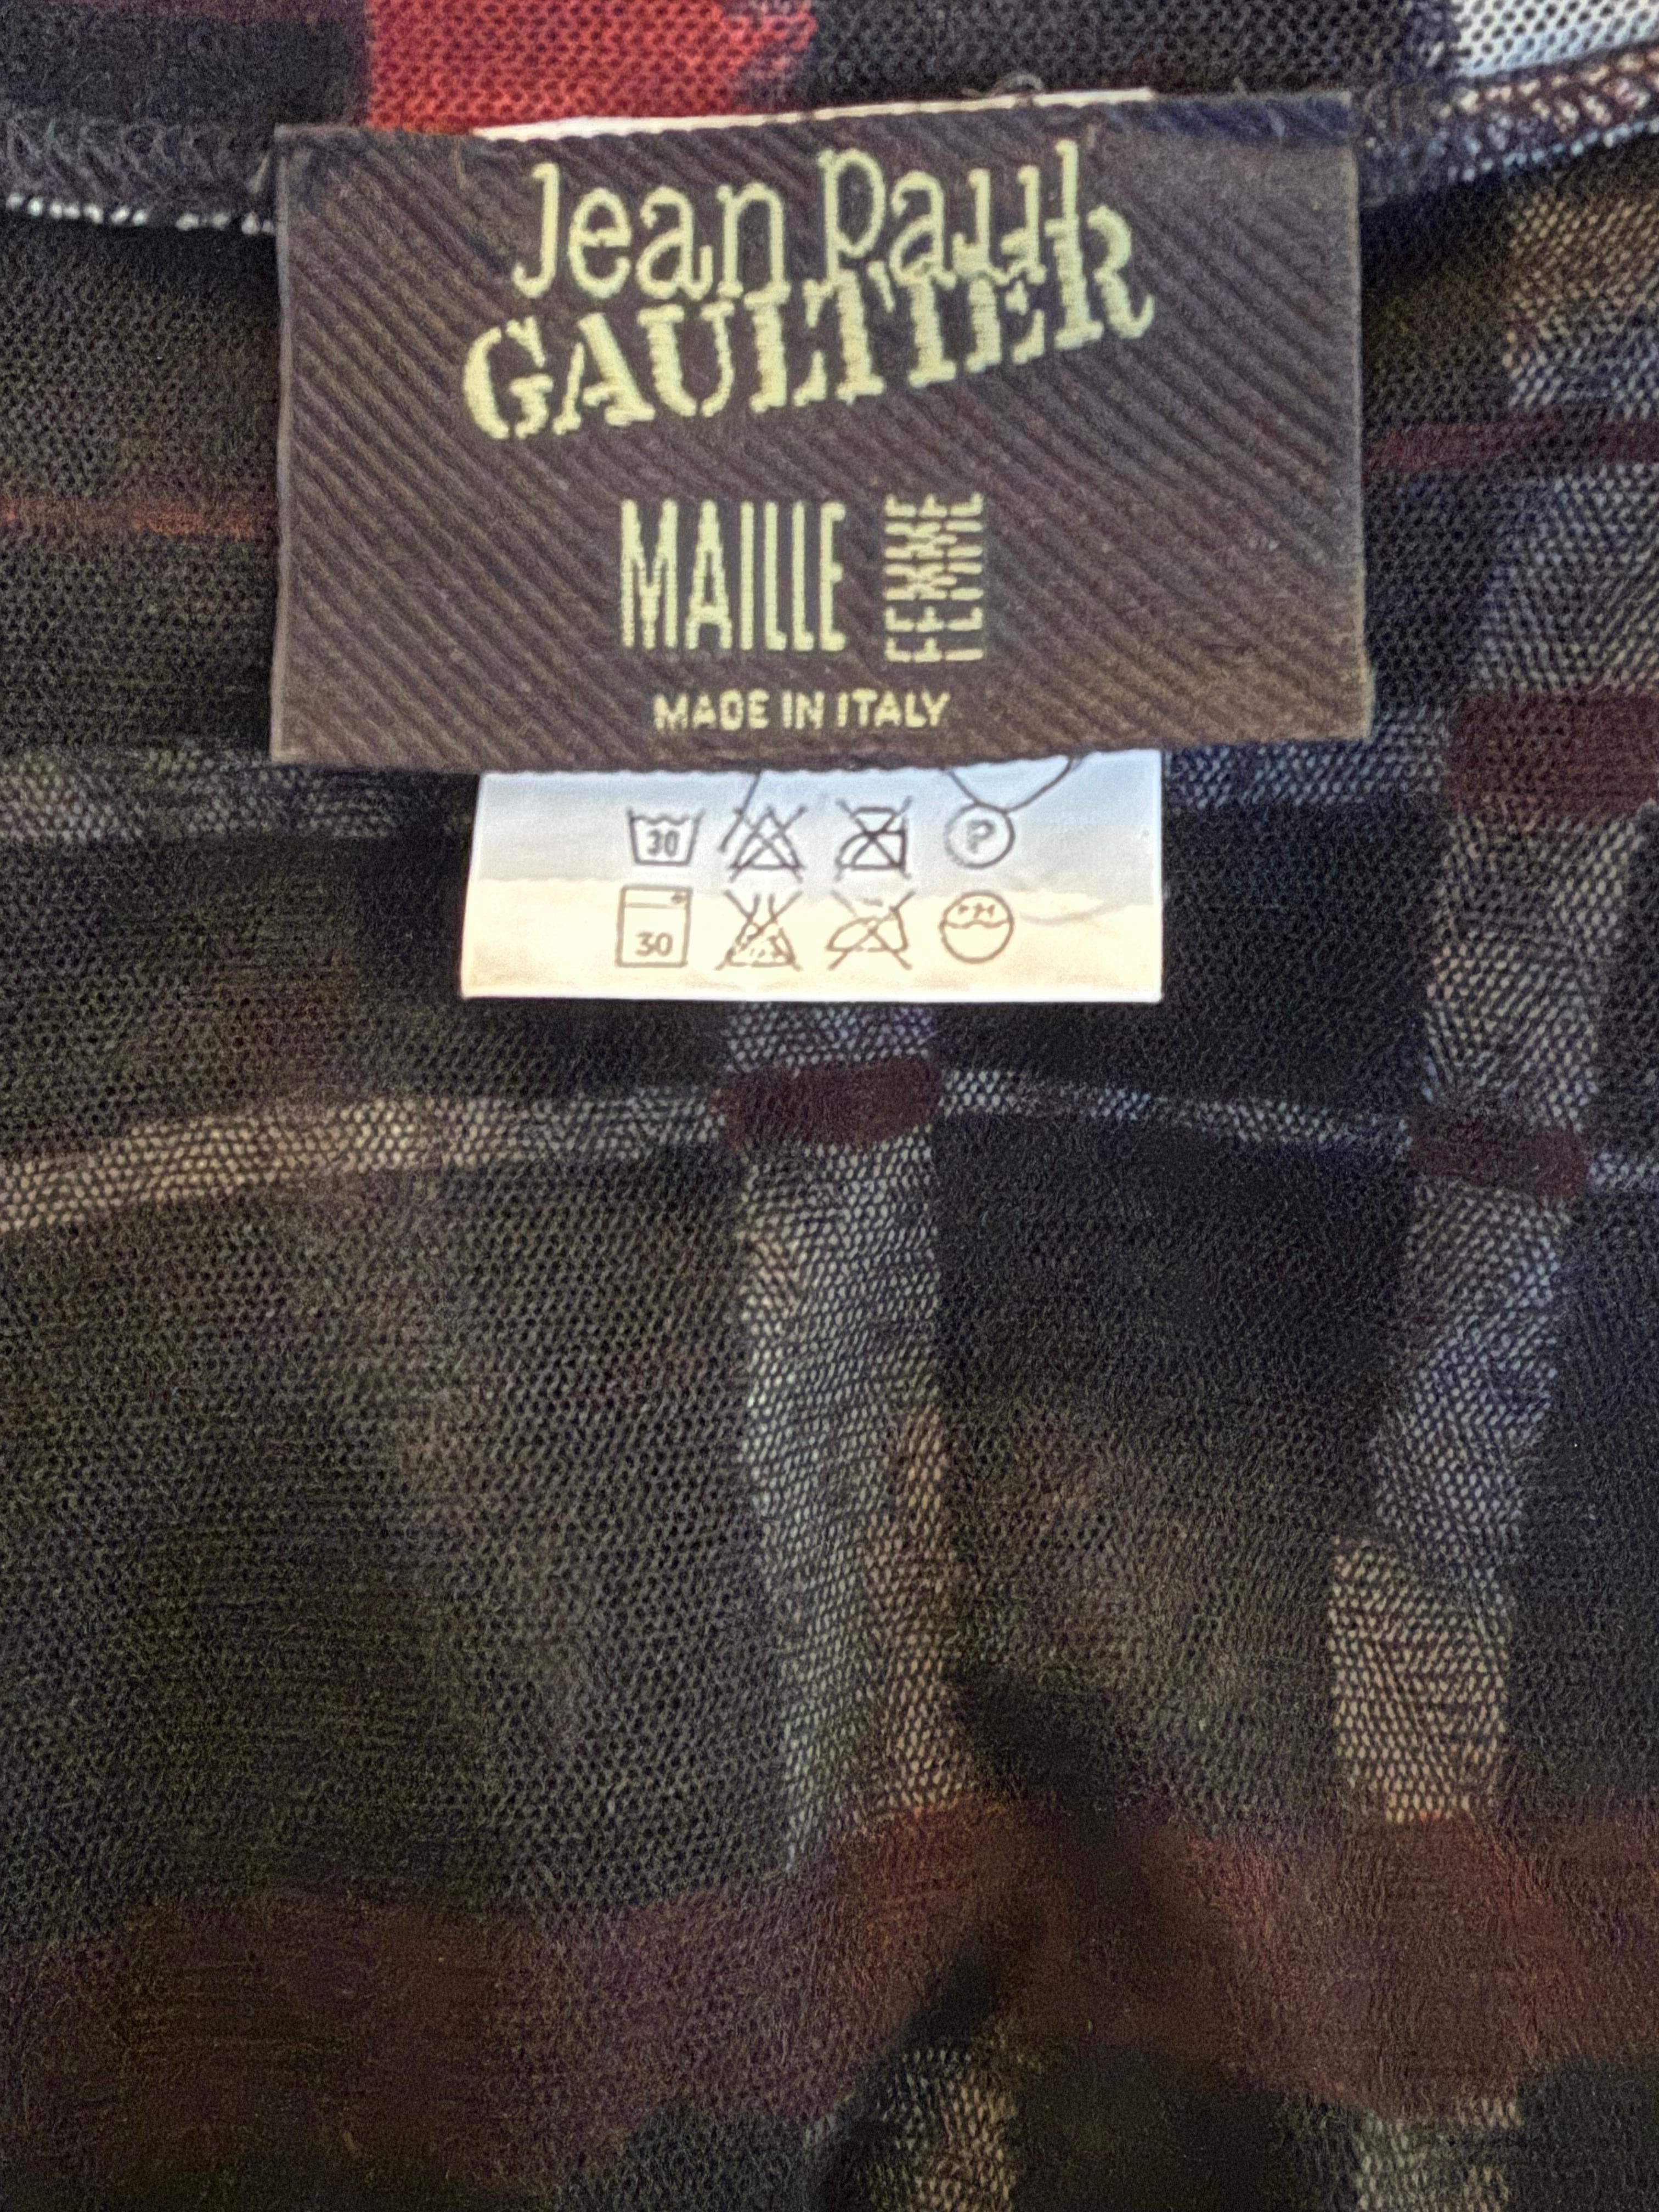 Jean Paul
GAULTIER
MAILLE FEMME
MADE IN ITALY
30 P
30